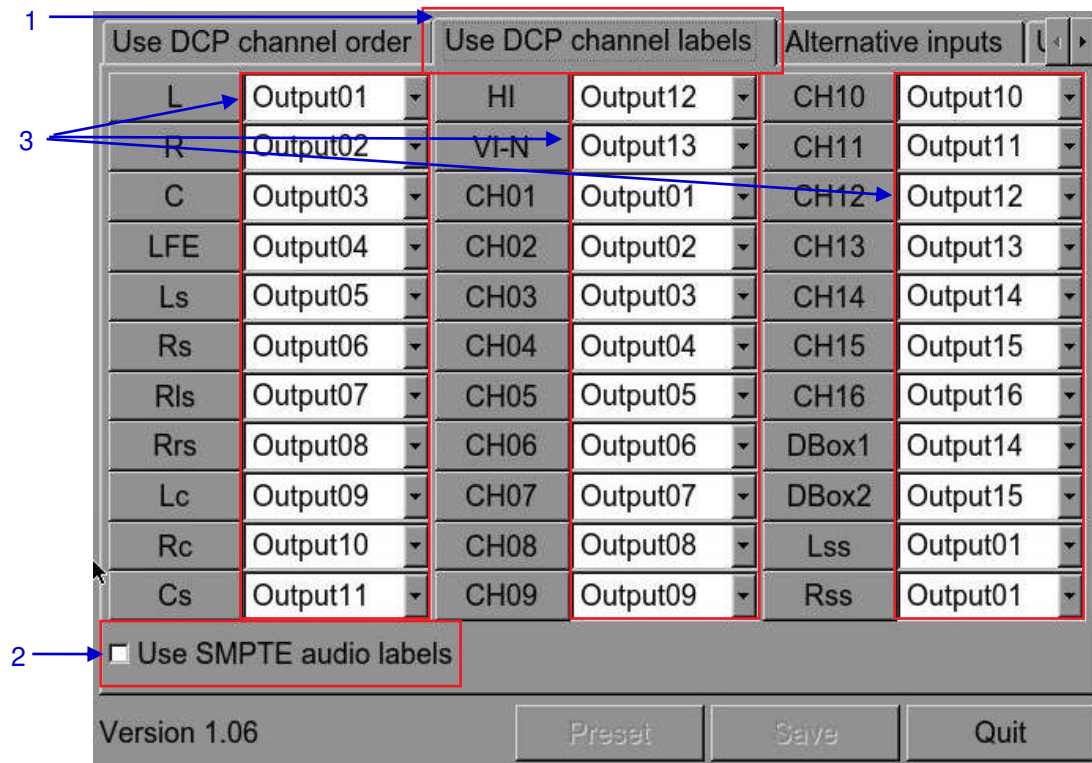 1
Use DCP channel order Use DCP channel labels Alternative inputs
L Output01 HI Output12 CH10 Output10
3
R Output02 VI-N Output13 CH11 Output11
C Output03 CH01 Output01 CH12 Output12
LFE Output04 CH02 Output02 CH13 Output13
Ls Output05 CH03 Output03 CH14 Output14
Rs Output06 CH04 Output04 CH15 Output15
Rls Output07 CH05 Output05 CH16 Output16
Rrs Output08 CH06 Output06 DBox1 Output14
Lc Output09 CH07 Output07 DBox2 Output15
Rc Output10 CH08 Output08 Lss Output01
Cs Output11 CH09 Output09 Rss Output01
2
Use SMPTE audio labels
Version 1.06 Preset Save Quit